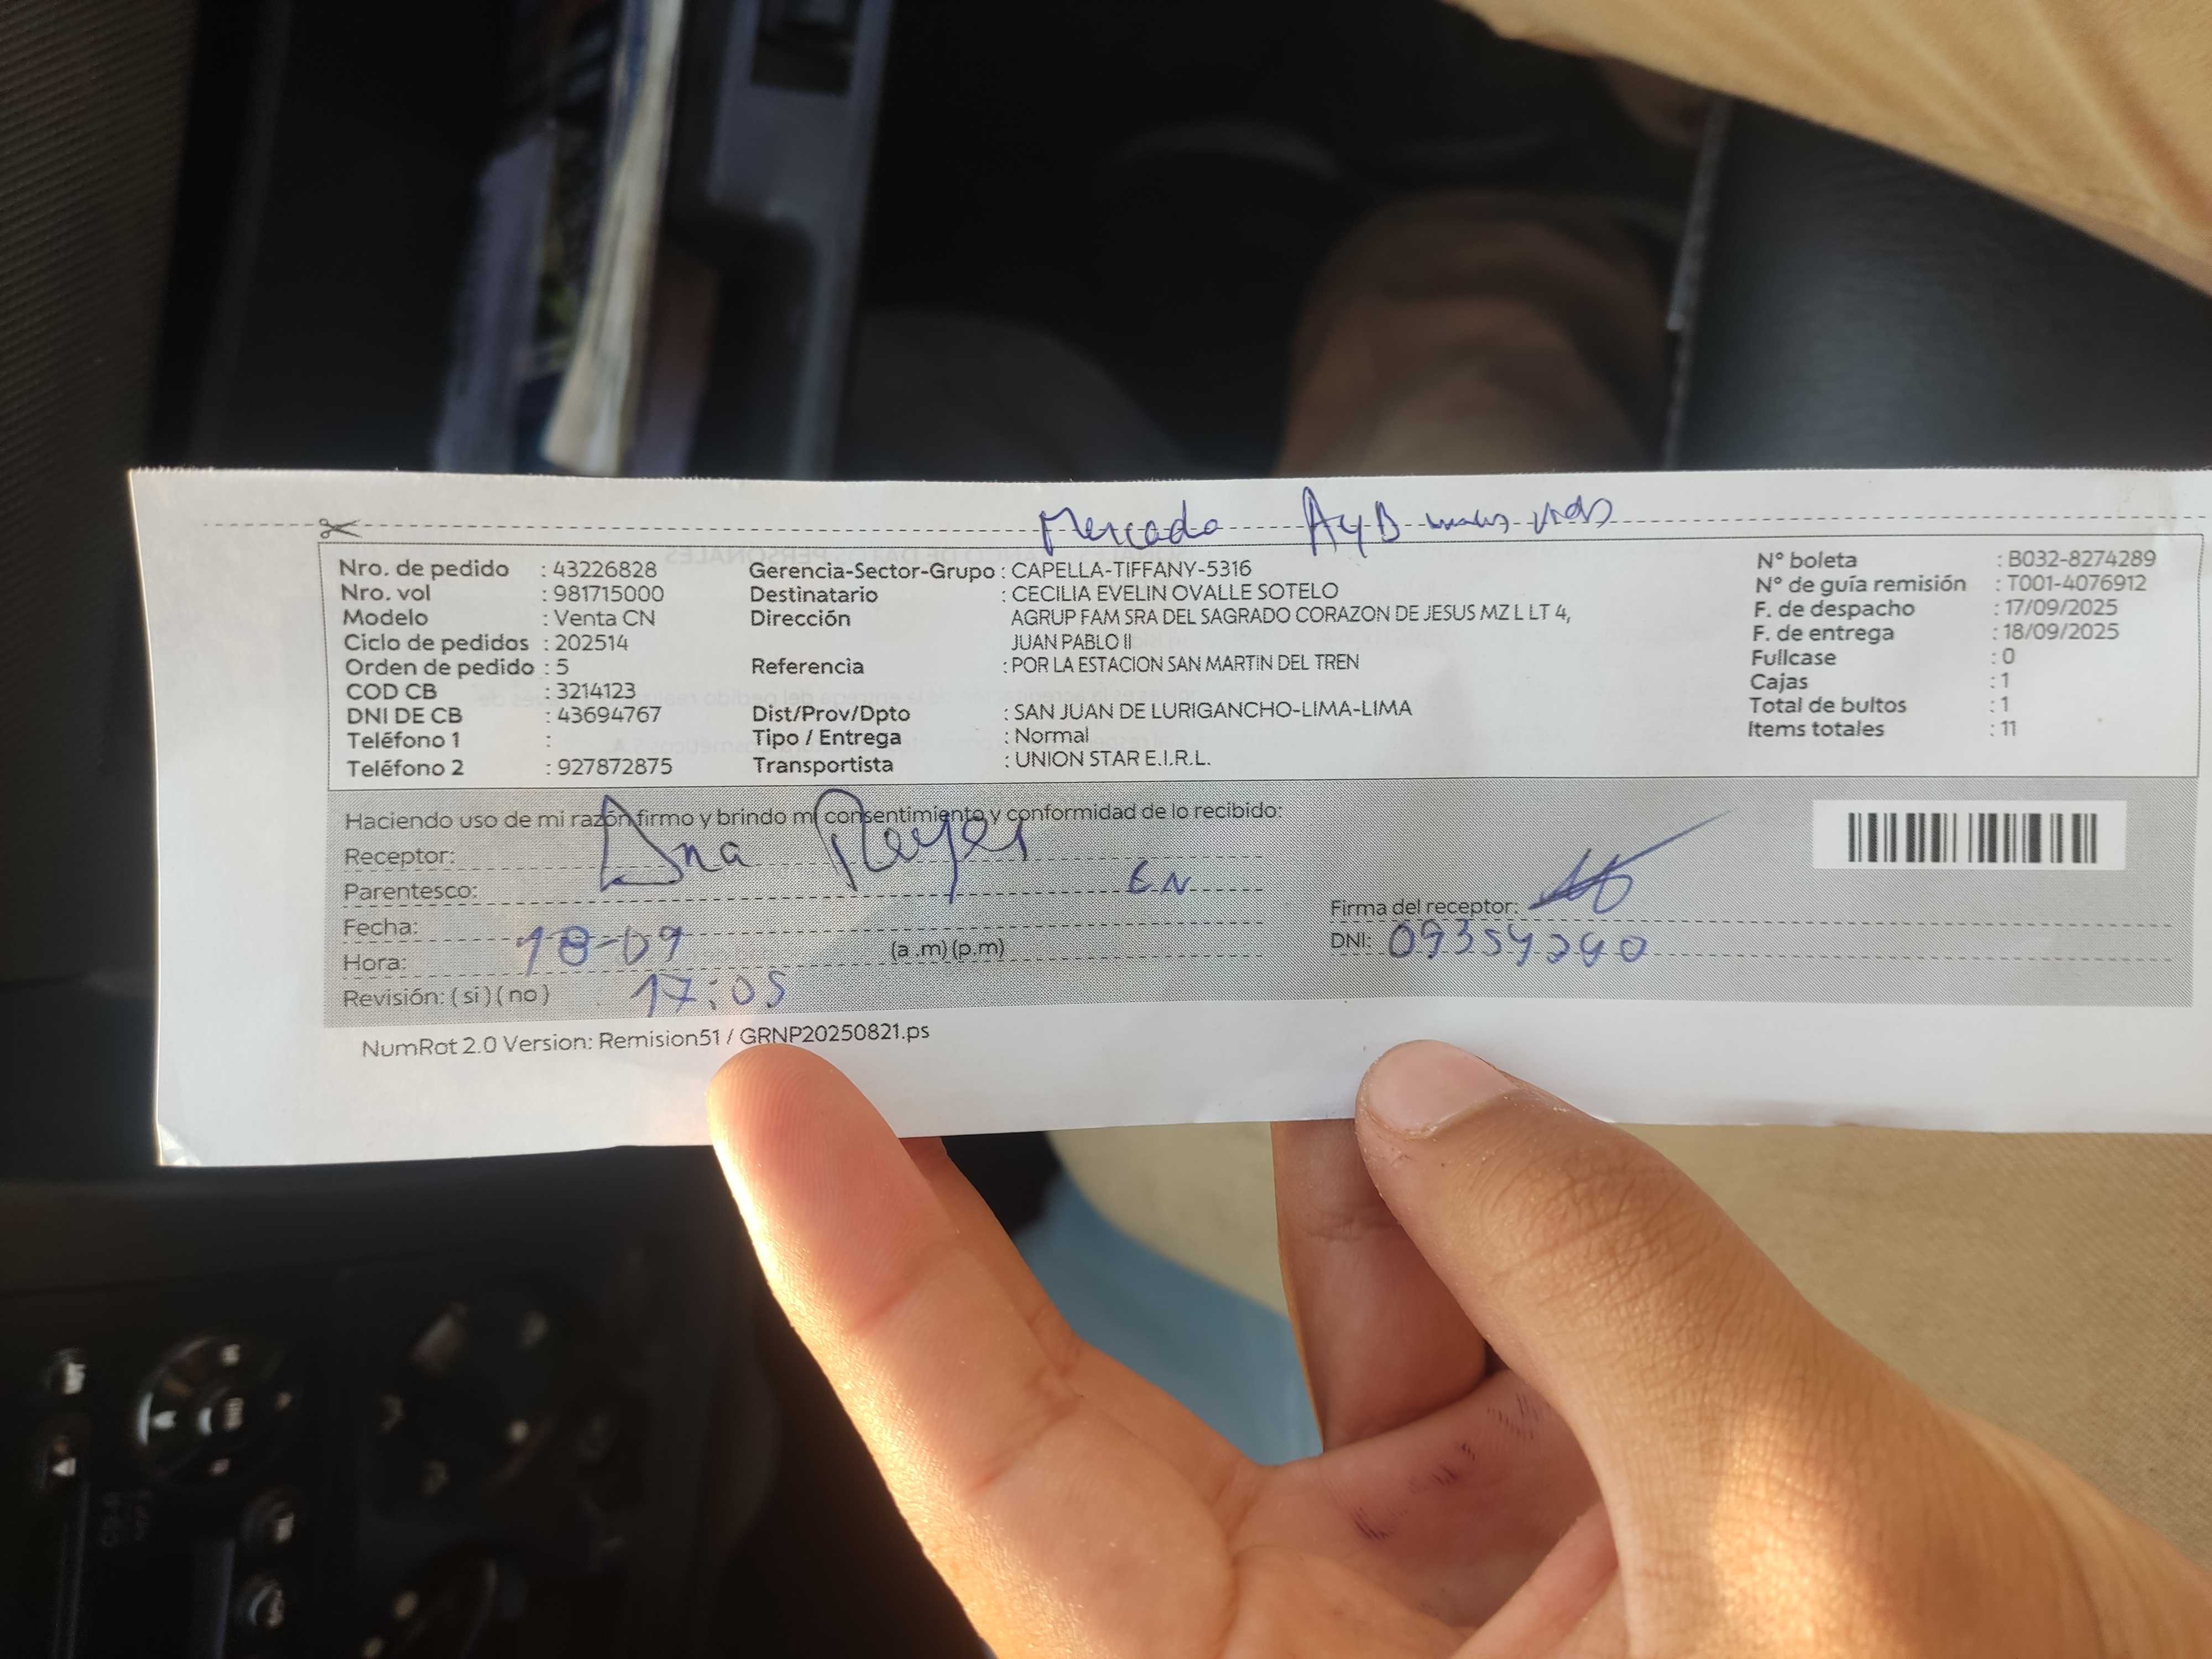 Mercado AyB
Nro. de pedido : 43226828
Nro. vol : 981715000
Modelo : Venta CN
Ciclo de pedidos : 202514
Orden de pedido : 5
COD CB : 3214123
DNI DE CB : 43694767
Teléfono 1 :
Teléfono 2 : 927872875
Gerencia-Sector-Grupo : CAPELLA-TIFFANY-5316
Destinatario : CECILIA EVELIN OVALLE SOTELO
Dirección AGRUP FAM SRA DEL SAGRADO CORAZON DE JESUS MZ L LT 4,
JUAN PABLO II
Referencia : POR LA ESTACION SAN MARTIN DEL TREN
Dist/Prov/Dpto : SAN JUAN DE LURIGANCHO-LIMA-LIMA
Tipo / Entrega : Normal
Transportista : UNION STAR E.I.R.L.
N° boleta : B032-8274289
N° de guía remisión : T001-4076912
F. de despacho : 17/09/2025
F. de entrega : 18/09/2025
Fullcase : 0
Cajas : 1
Total de bultos : 1
Items totales : 11
Haciendo uso de mi razón firmo y brindo mi consentimiento y conformidad de lo recibido:
Receptor: Ana Reyes
Parentesco: EN
Fecha: 18-09
Hora: (a.m)(p.m)
Revisión: (si)(no) 17:05
Firma del receptor:
DNI:
NumRot 2.0 Version: Remision51 / GRNP20250821.ps